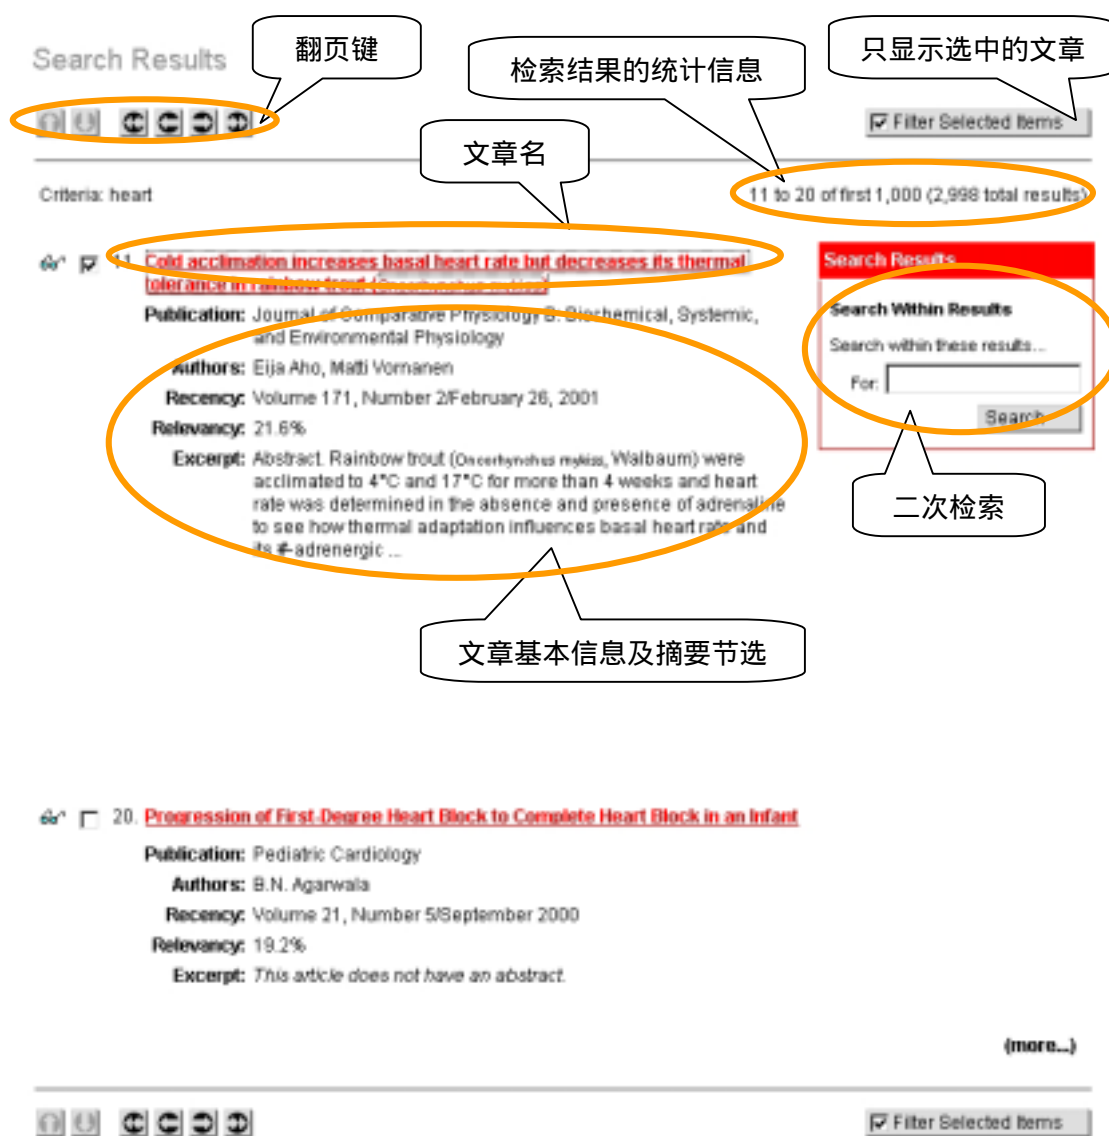 Search Results
翻页键
检索结果的统计信息
只显示选中的文章
Filter Selected Items
文章名
Criteria: heart
11 to 20 of first 1,000 (2,998 total results)
11. Cold acclimation increases basal heart rate but decreases its thermal
tolerance in rainbow trout (Oncorhynchus mykiss)
Publication: Journal of Comparative Physiology B: Biochemical, Systemic,
and Environmental Physiology
Authors: Eija Aho, Matti Vornanen
Recency: Volume 171, Number 2/February 26, 2001
Relevancy: 21.6%
Excerpt: Abstract. Rainbow trout (Oncorhynchus mykiss, Walbaum) were
acclimated to 4°C and 17°C for more than 4 weeks and heart
rate was determined in the absence and presence of adrenaline
to see how thermal adaptation influences basal heart rate and
its adrenergic ...
Search Results
Search Within Results
Search within these results...
For:
Search
二次检索
文章基本信息及摘要节选
20. Progression of First-Degree Heart Block to Complete Heart Block in an Infant
Publication: Pediatric Cardiology
Authors: B.N. Agarwala
Recency: Volume 21, Number 5/September 2000
Relevancy: 19.2%
Excerpt: This article does not have an abstract.
(more...)
Filter Selected Items